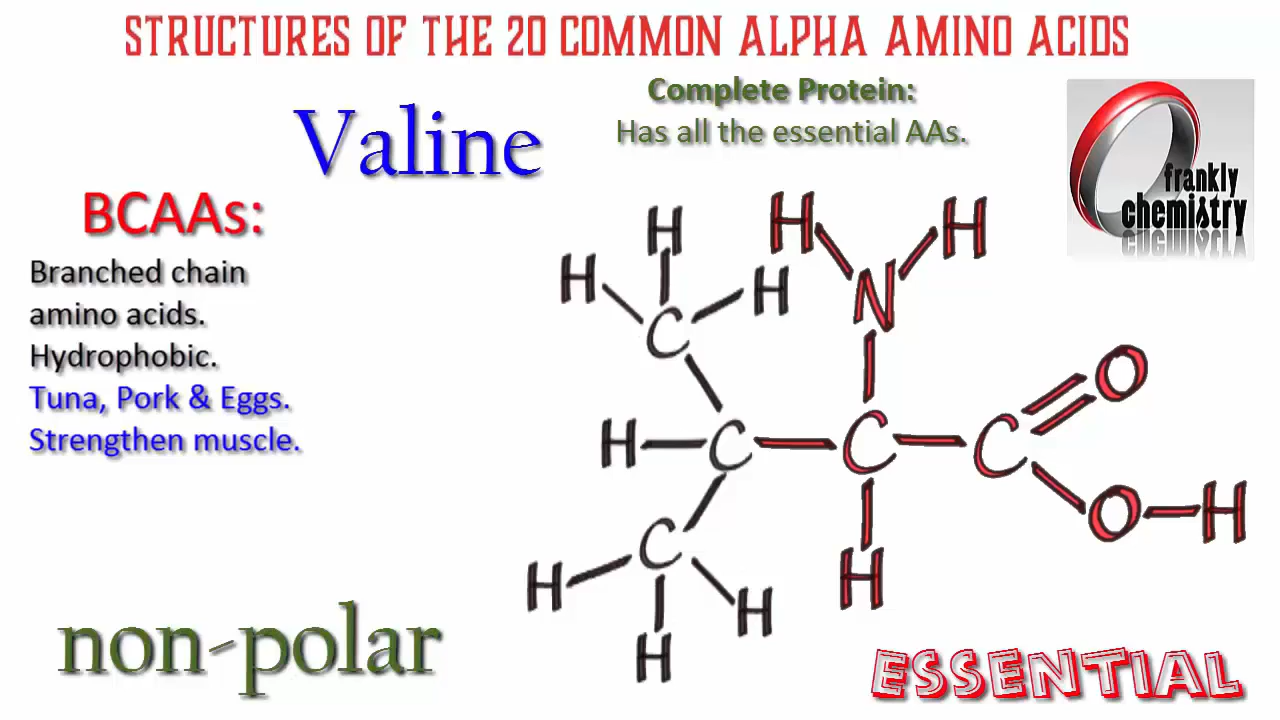 STRUCTURES OF THE 20 COMMON ALPHA AMINO ACIDS
Valine
Complete Protein:
Has all the essential AAs.
frankly
chemistry
BCAAs:
Branched chain
amino acids.
Hydrophobic.
Tuna, Pork & Eggs.
Strengthen muscle.
H H H
H H N
C O
H C C C
O H
C H
H H
H
non-polar
ESSENTIAL